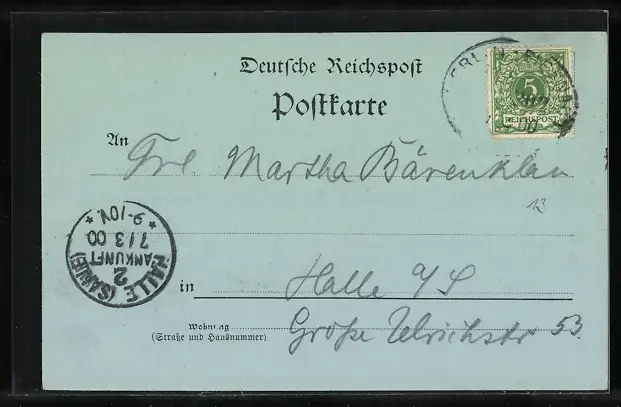 Deutsche Reichspost
Postkarte
5
REICHSPOST
An
Frl. Martha Bärenklau
12
HALLE (SAALE)
2
ANKUNFT
7/3 00
9-10V.
in
Halle a/S
Wohnung
Große Ulrichstr 53.
(Straße und Hausnummer)